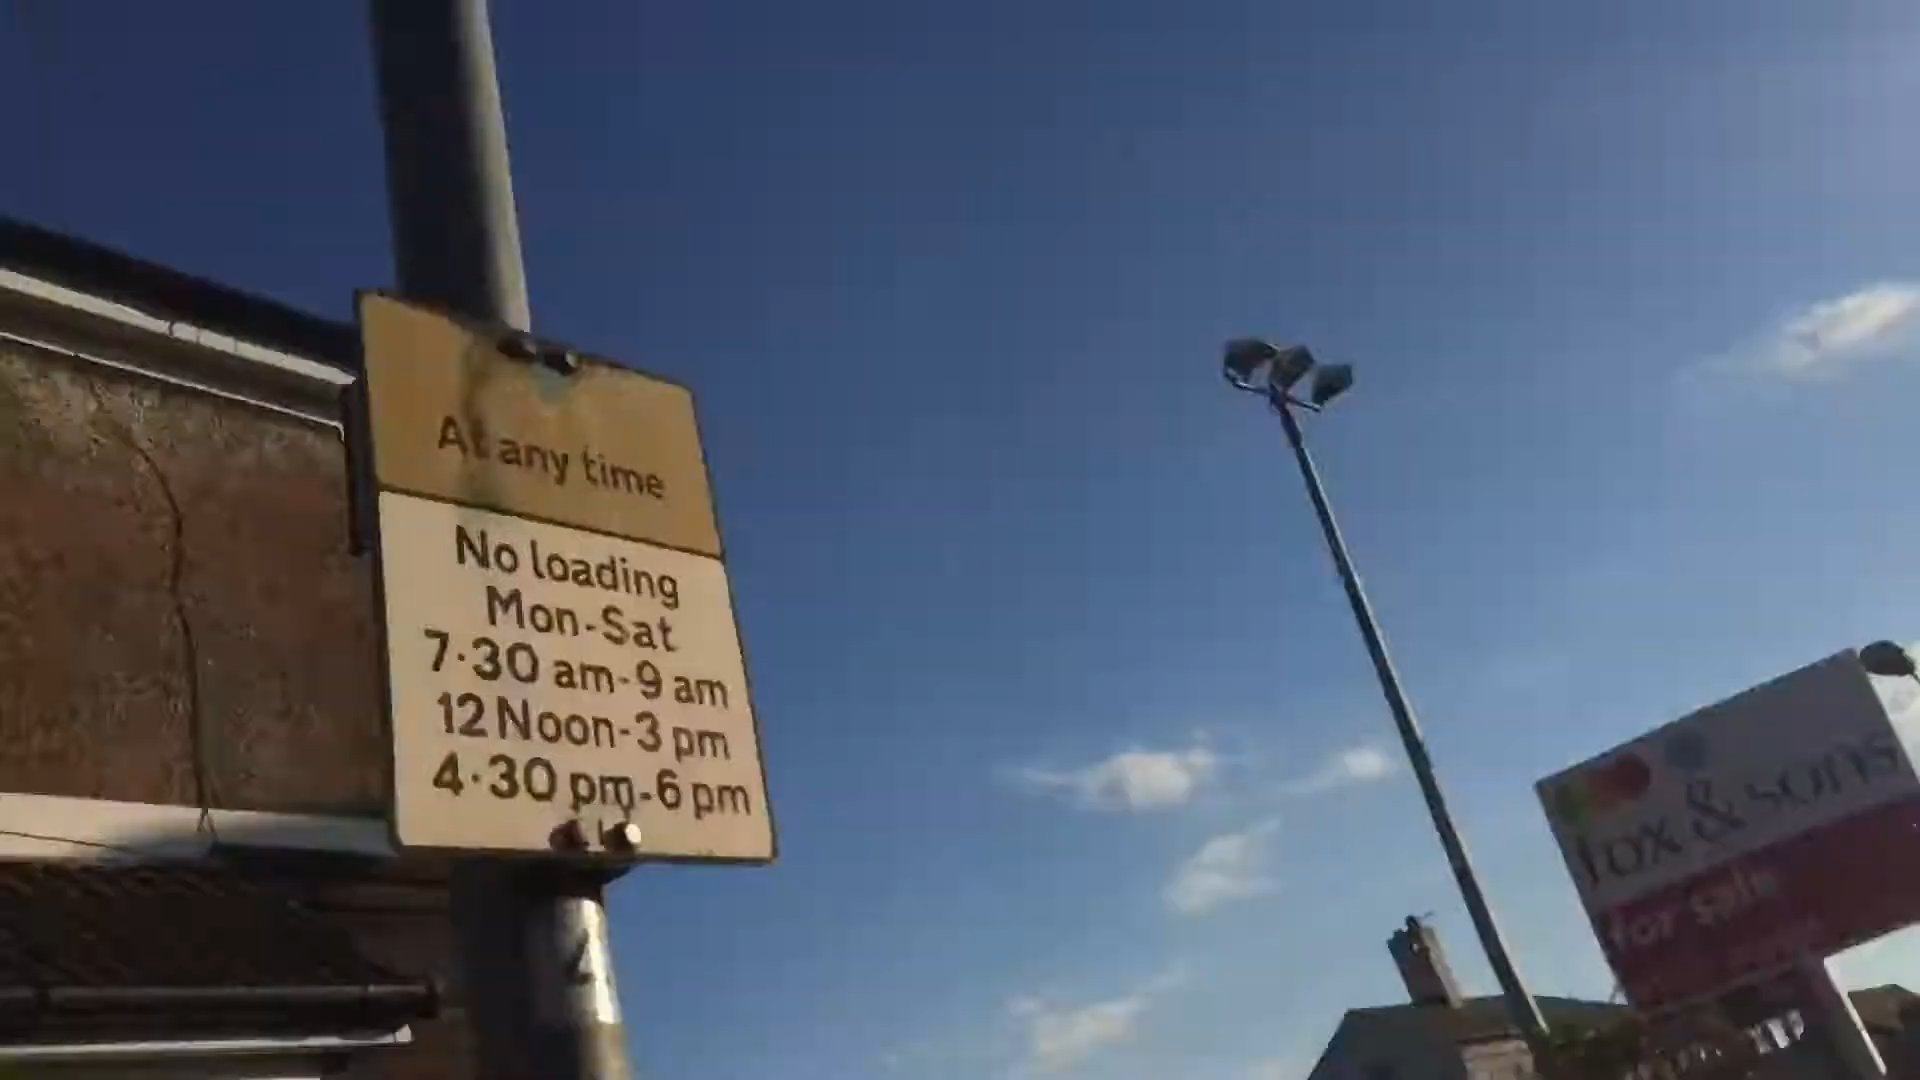 At any time
No loading
Mon-Sat
7·30 am-9 am
12 Noon-3 pm
4·30 pm-6 pm
fox & sons
for sale